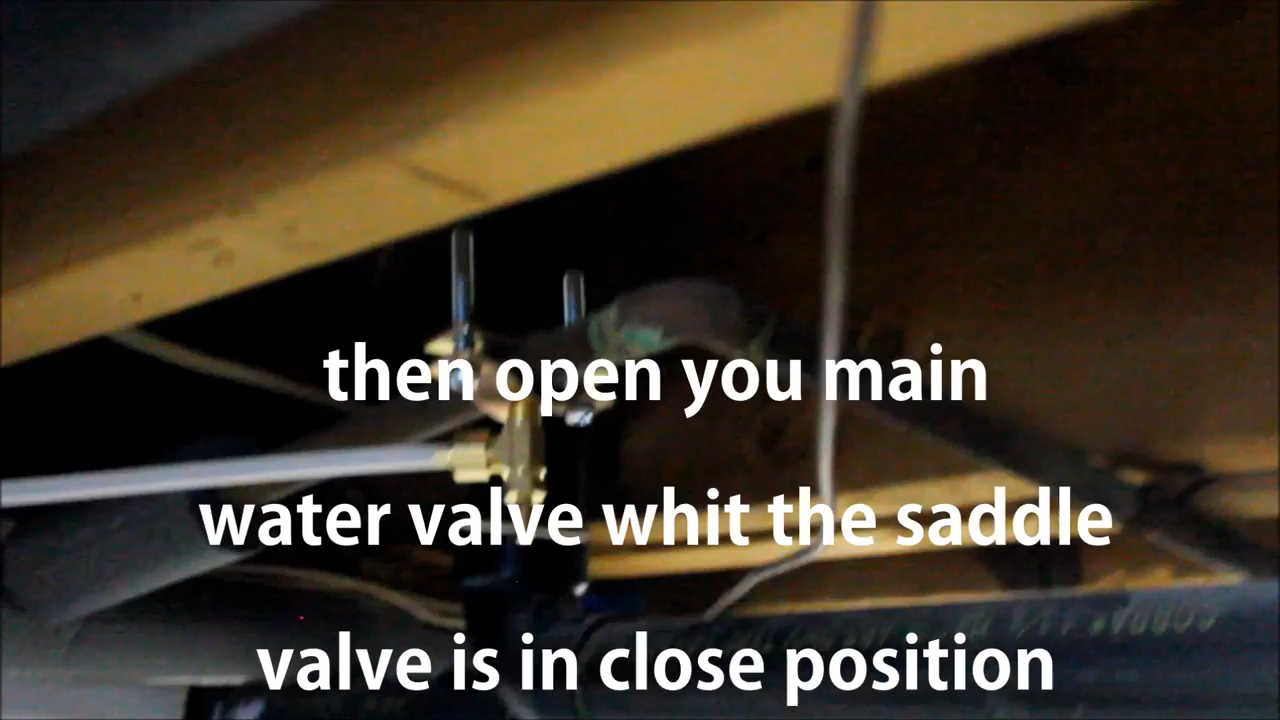 then open you main
water valve whit the saddle
valve is in close position